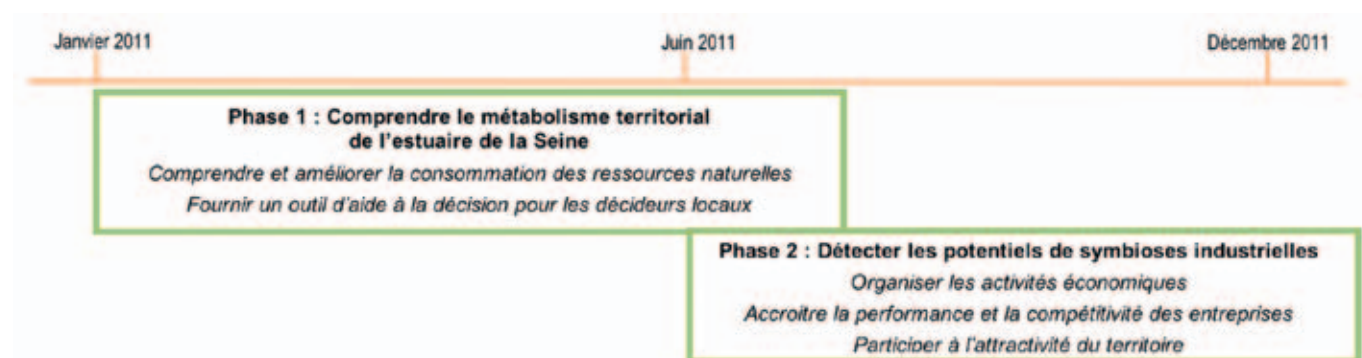 Janvier 2011
Juin 2011
Décembre 2011
Phase 1 : Comprendre le métabolisme territorial
de l'estuaire de la Seine
Comprendre et améliorer la consommation des ressources naturelles
Fournir un outil d'aide à la décision pour les décideurs locaux
Phase 2 : Détecter les potentiels de symbioses industrielles
Organiser les activités économiques
Accroître la performance et la compétitivité des entreprises
Participer à l'attractivité du territoire